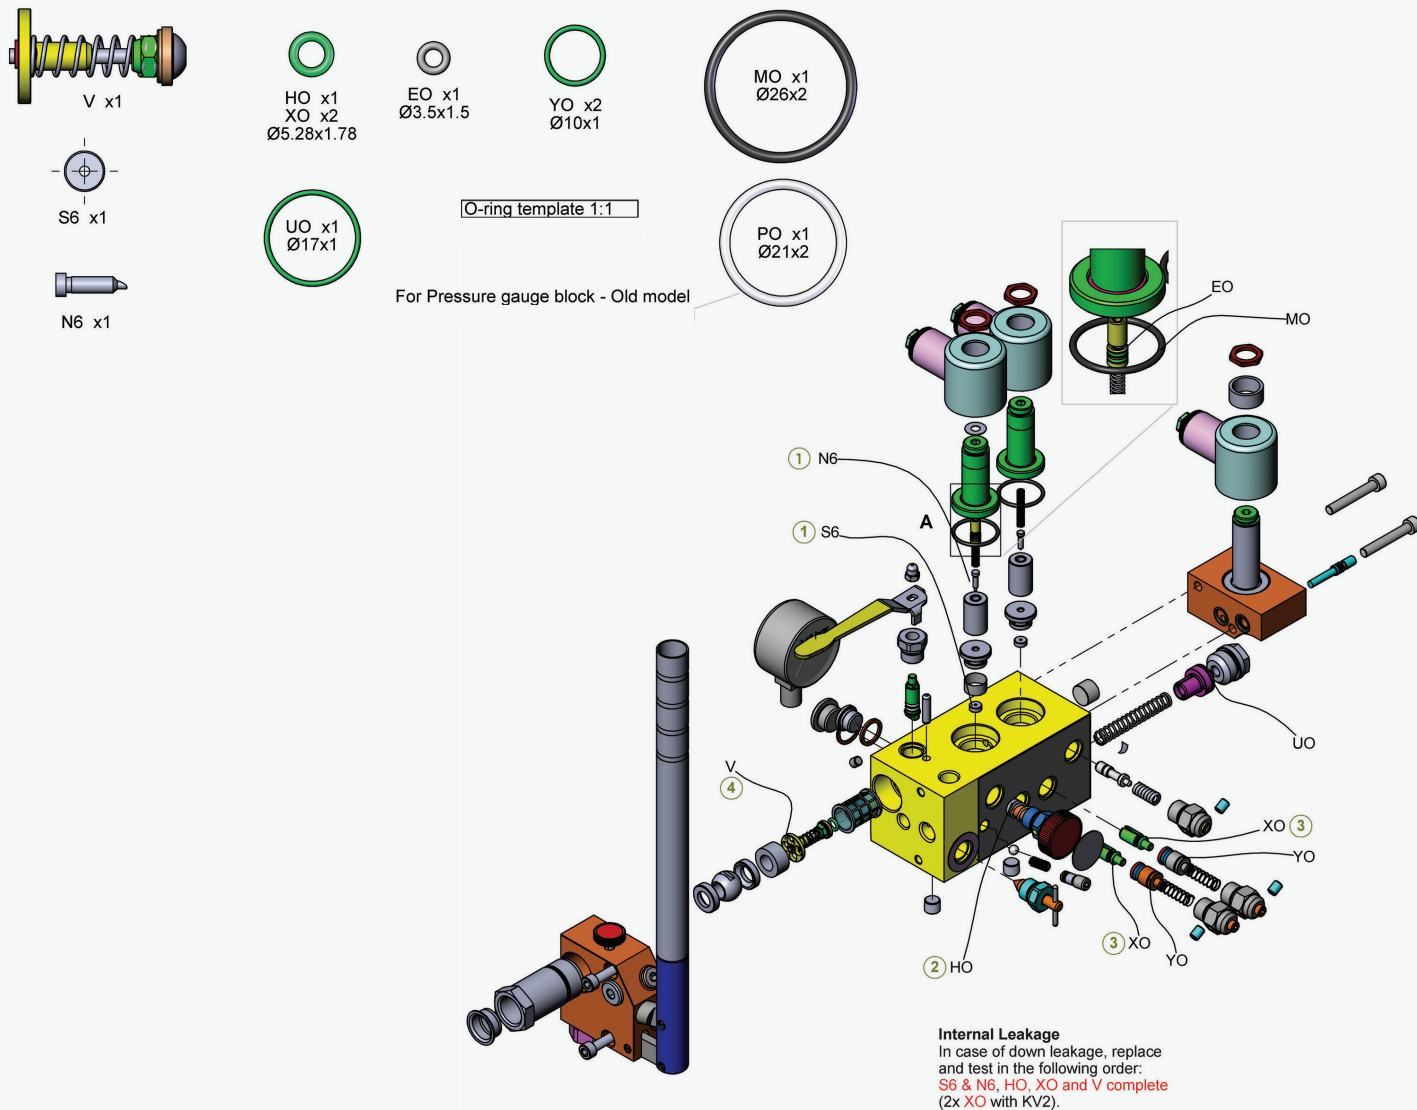 V x1
S6 x1
N6 x1
HO x1
XO x2
Ø5.28x1.78
EO x1
Ø3.5x1.5
YO x2
Ø10x1
MO x1
Ø26x2
UO x1
Ø17x1
O-ring template 1:1
PO x1
Ø21x2
For Pressure gauge block - Old model
EO
MO
1 N6
1 S6
A
UO
V
4
XO 3
YO
3 XO
YO
2 HO
Internal Leakage
In case of down leakage, replace
and test in the following order:
S6 & N6, HO, XO and V complete
(2x XO with KV2).